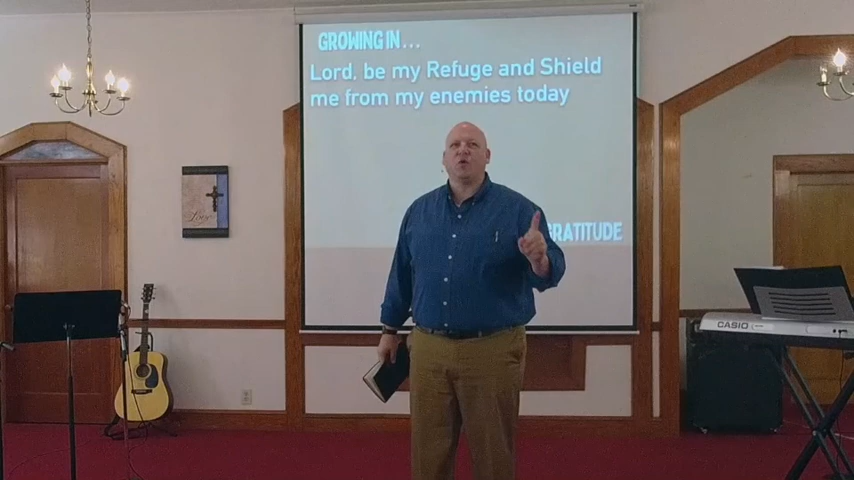 GROWING IN...
Lord, be my Refuge and Shield
me from my enemies today
GRATITUDE
Love
CASIO